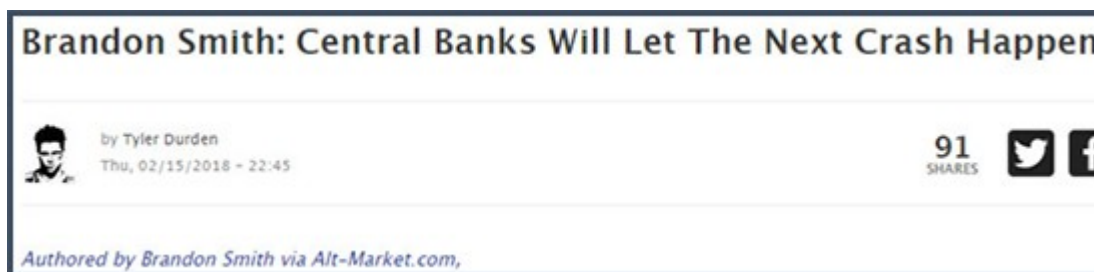 Brandon Smith: Central Banks Will Let The Next Crash Happen
by Tyler Durden
Thu, 02/15/2018 - 22:45
91
SHARES
Authored by Brandon Smith via Alt-Market.com,